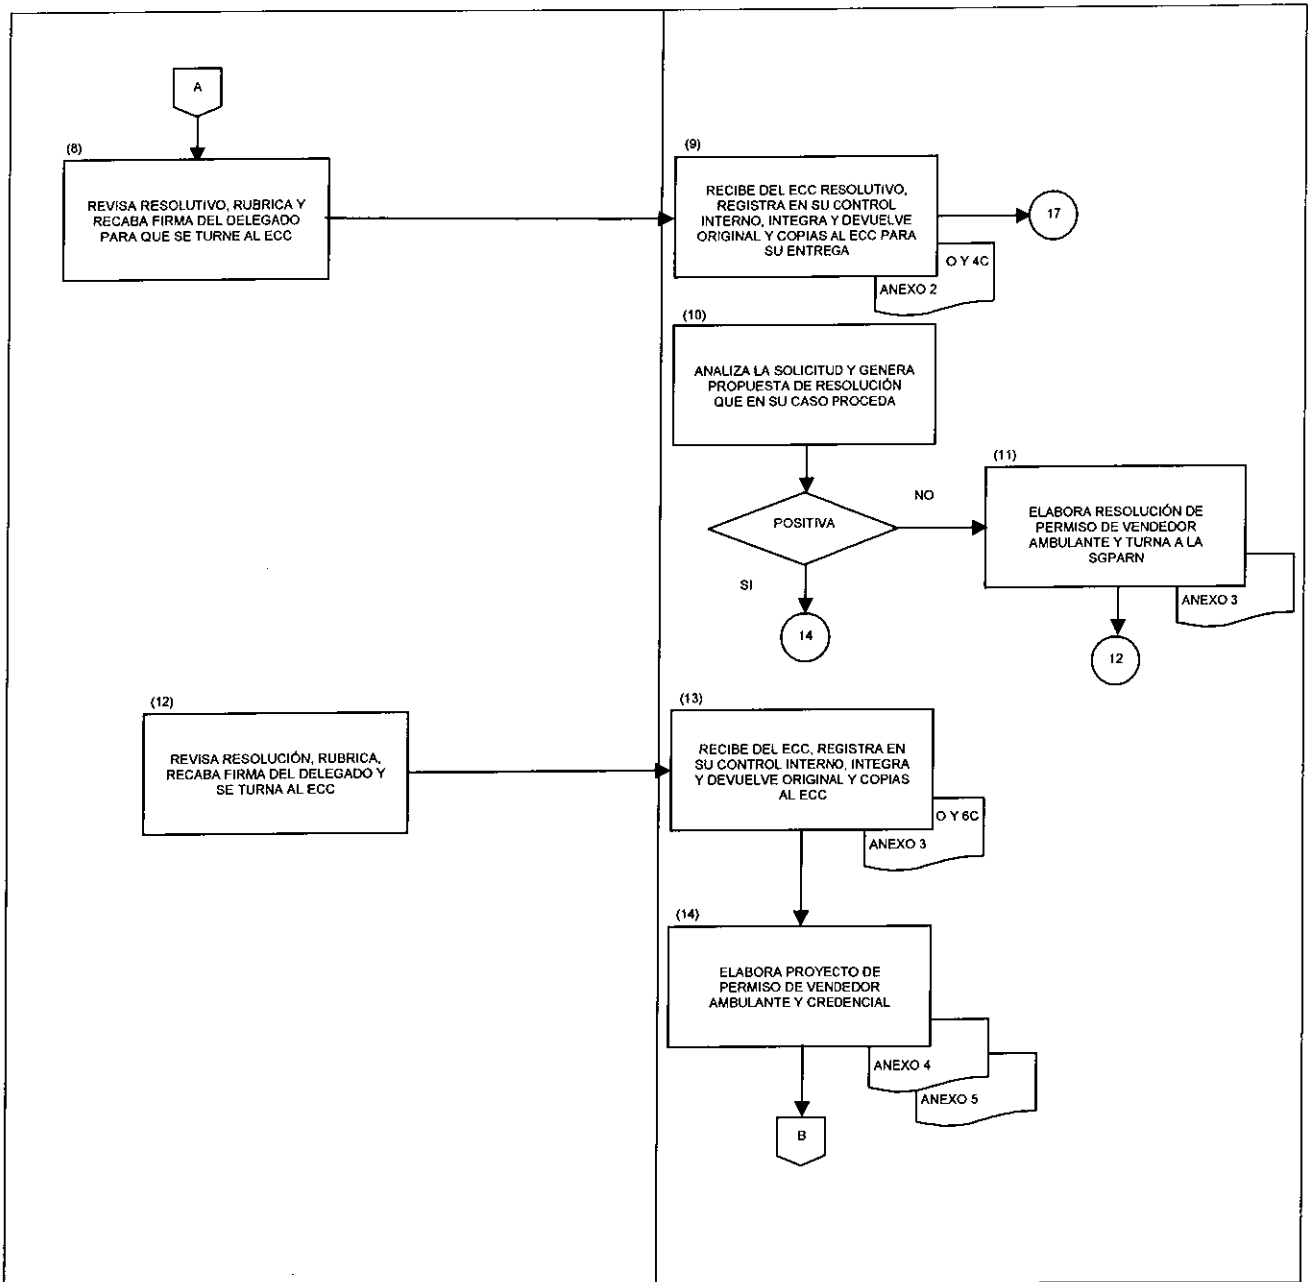 A
(8)
REVISA RESOLUTIVO, RUBRICA Y
RECABA FIRMA DEL DELEGADO
PARA QUE SE TURNE AL ECC
(9)
RECIBE DEL ECC RESOLUTIVO,
REGISTRA EN SU CONTROL
INTERNO, INTEGRA Y DEVUELVE
ORIGINAL Y COPIAS AL ECC PARA
SU ENTREGA
17
O Y 4C
ANEXO 2
(10)
ANALIZA LA SOLICITUD Y GENERA
PROPUESTA DE RESOLUCIÓN
QUE EN SU CASO PROCEDA
POSITIVA
NO
SI
14
(11)
ELABORA RESOLUCIÓN DE
PERMISO DE VENDEDOR
AMBULANTE Y TURNA A LA
SGPARN
ANEXO 3
12
(12)
REVISA RESOLUCIÓN, RUBRICA,
RECABA FIRMA DEL DELEGADO Y
SE TURNA AL ECC
(13)
RECIBE DEL ECC, REGISTRA EN
SU CONTROL INTERNO, INTEGRA
Y DEVUELVE ORIGINAL Y COPIAS
AL ECC
O Y 6C
ANEXO 3
(14)
ELABORA PROYECTO DE
PERMISO DE VENDEDOR
AMBULANTE Y CREDENCIAL
ANEXO 4
ANEXO 5
B